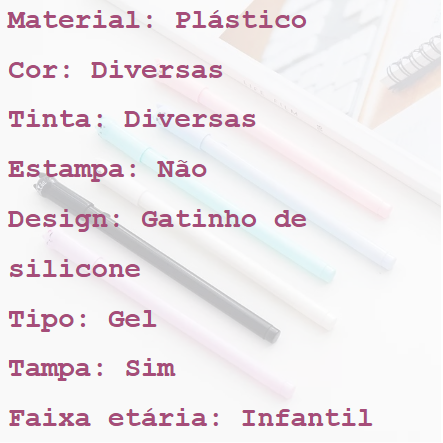 Material: Plástico
Cor: Diversas
Tinta: Diversas
Estampa: Não
Design: Gatinho de
silicone
Tipo: Gel
Tampa: Sim
Faixa etária: Infantil